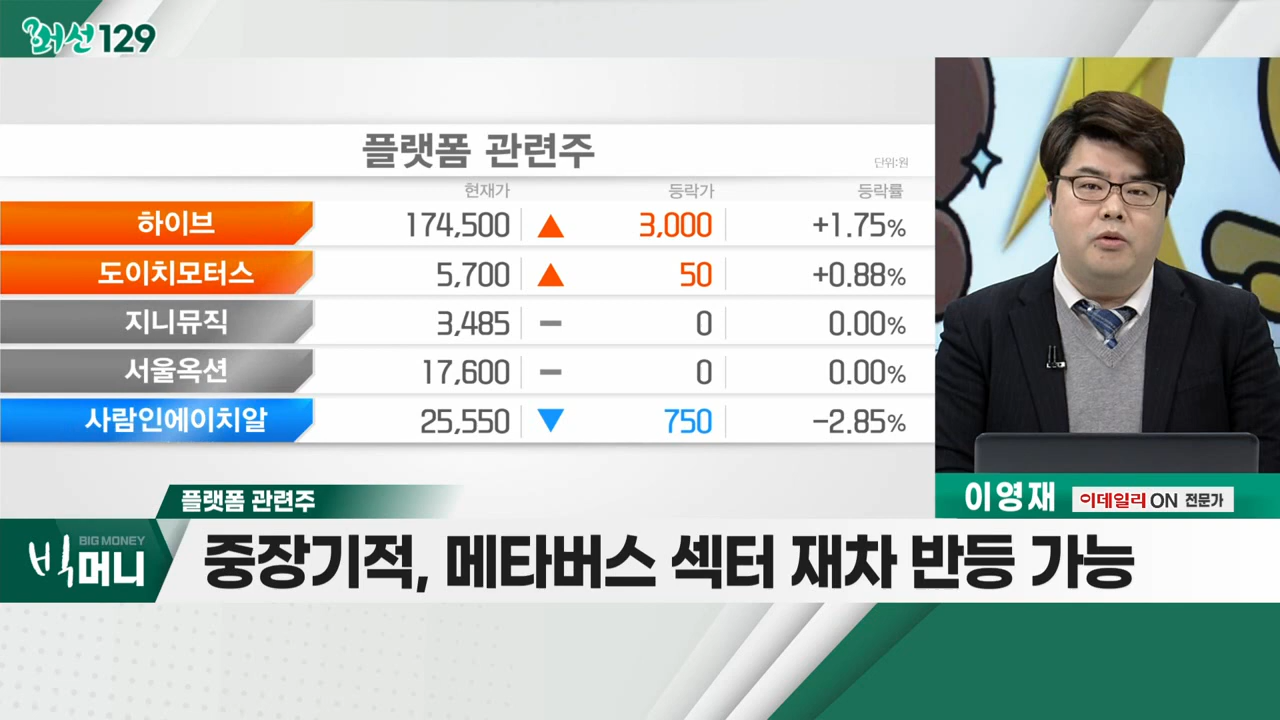 최선129
플랫폼 관련주
단위:원
현재가 등락가 등락률
하이브 174,500 ▲ 3,000 +1.75%
도이치모터스 5,700 ▲ 50 +0.88%
지니뮤직 3,485 － 0 0.00%
서울옥션 17,600 － 0 0.00%
사람인에이치알 25,550 ▼ 750 -2.85%
이영재 이데일리ON 전문가
플랫폼 관련주
BIG MONEY
빅머니
중장기적, 메타버스 섹터 재차 반등 가능